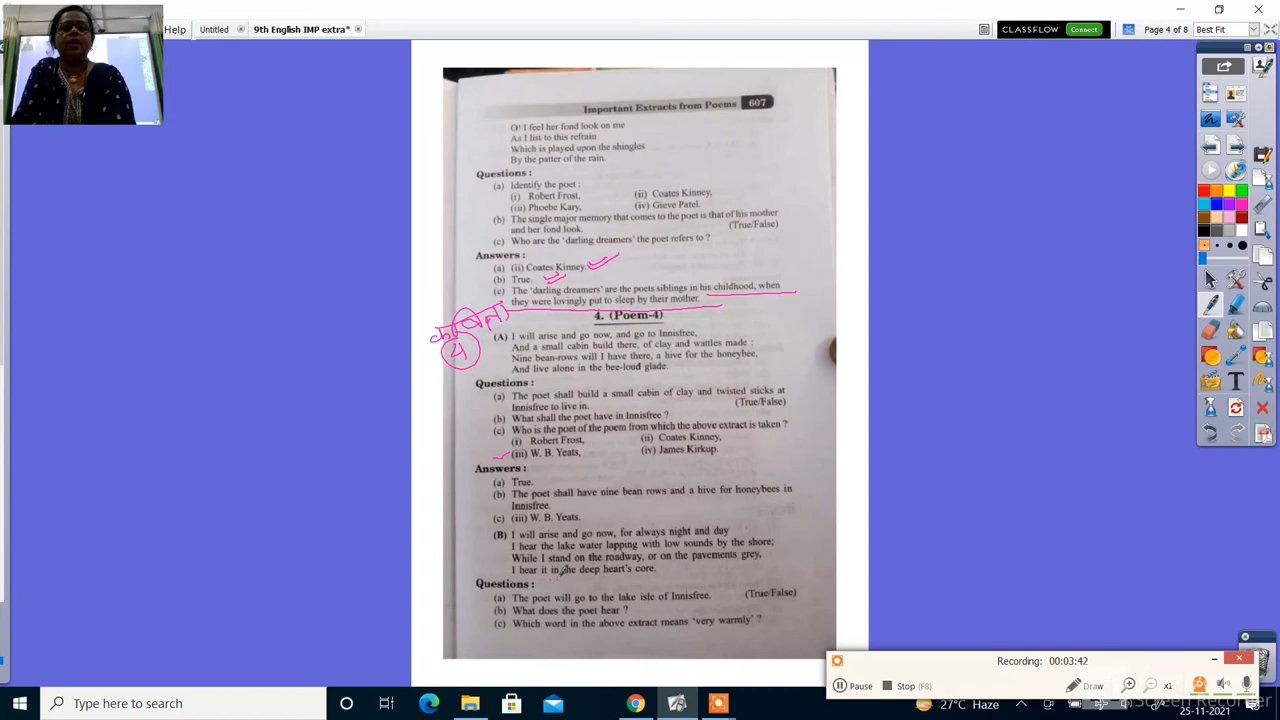 Help
Untitled
9th English IMP extra*
CLASSFLOW
Connect
Page 4 of 8
Best Fit
Important Extracts from Poems 607
O! I feel her fond look on me
As I list to this refrain
Which is played upon the shingles
By the patter of the rain.
Questions :
(a) Identify the poet :
(i) Robert Frost, (ii) Coates Kinney,
(iii) Phoebe Kary, (iv) Gieve Patel.
(b) The single major memory that comes to the poet is that of his mother
and her fond look. (True/False)
(c) Who are the 'darling dreamers' the poet refers to ?
Answers :
(a) (ii) Coates Kinney.
(b) True.
(c) The 'darling dreamers' are the poets siblings in his childhood, when
they were lovingly put to sleep by their mother.
4. (Poem-4)
4
(A) I will arise and go now, and go to Innisfree,
And a small cabin build there, of clay and wattles made :
Nine bean-rows will I have there, a hive for the honeybee,
And live alone in the bee-loud glade.
Questions :
(a) The poet shall build a small cabin of clay and twisted sticks at
Innisfree to live in. (True/False)
(b) What shall the poet have in Innisfree ?
(c) Who is the poet of the poem from which the above extract is taken ?
(i) Robert Frost, (ii) Coates Kinney,
(iii) W. B. Yeats, (iv) James Kirkup.
Answers :
(a) True.
(b) The poet shall have nine bean rows and a hive for honeybees in
Innisfree.
(c) (iii) W. B. Yeats.
(B) I will arise and go now, for always night and day
I hear the lake water lapping with low sounds by the shore;
While I stand on the roadway, or on the pavements grey,
I hear it in the deep heart's core.
Questions :
(a) The poet will go to the lake isle of Innisfree. (True/False)
(b) What does the poet hear ?
(c) Which word in the above extract means 'very warmly' ?
Recording: 00:03:42
Pause
Stop (F8)
Draw
x1
Screen Recorder
Type here to search
27°C Haze
25-11-2021